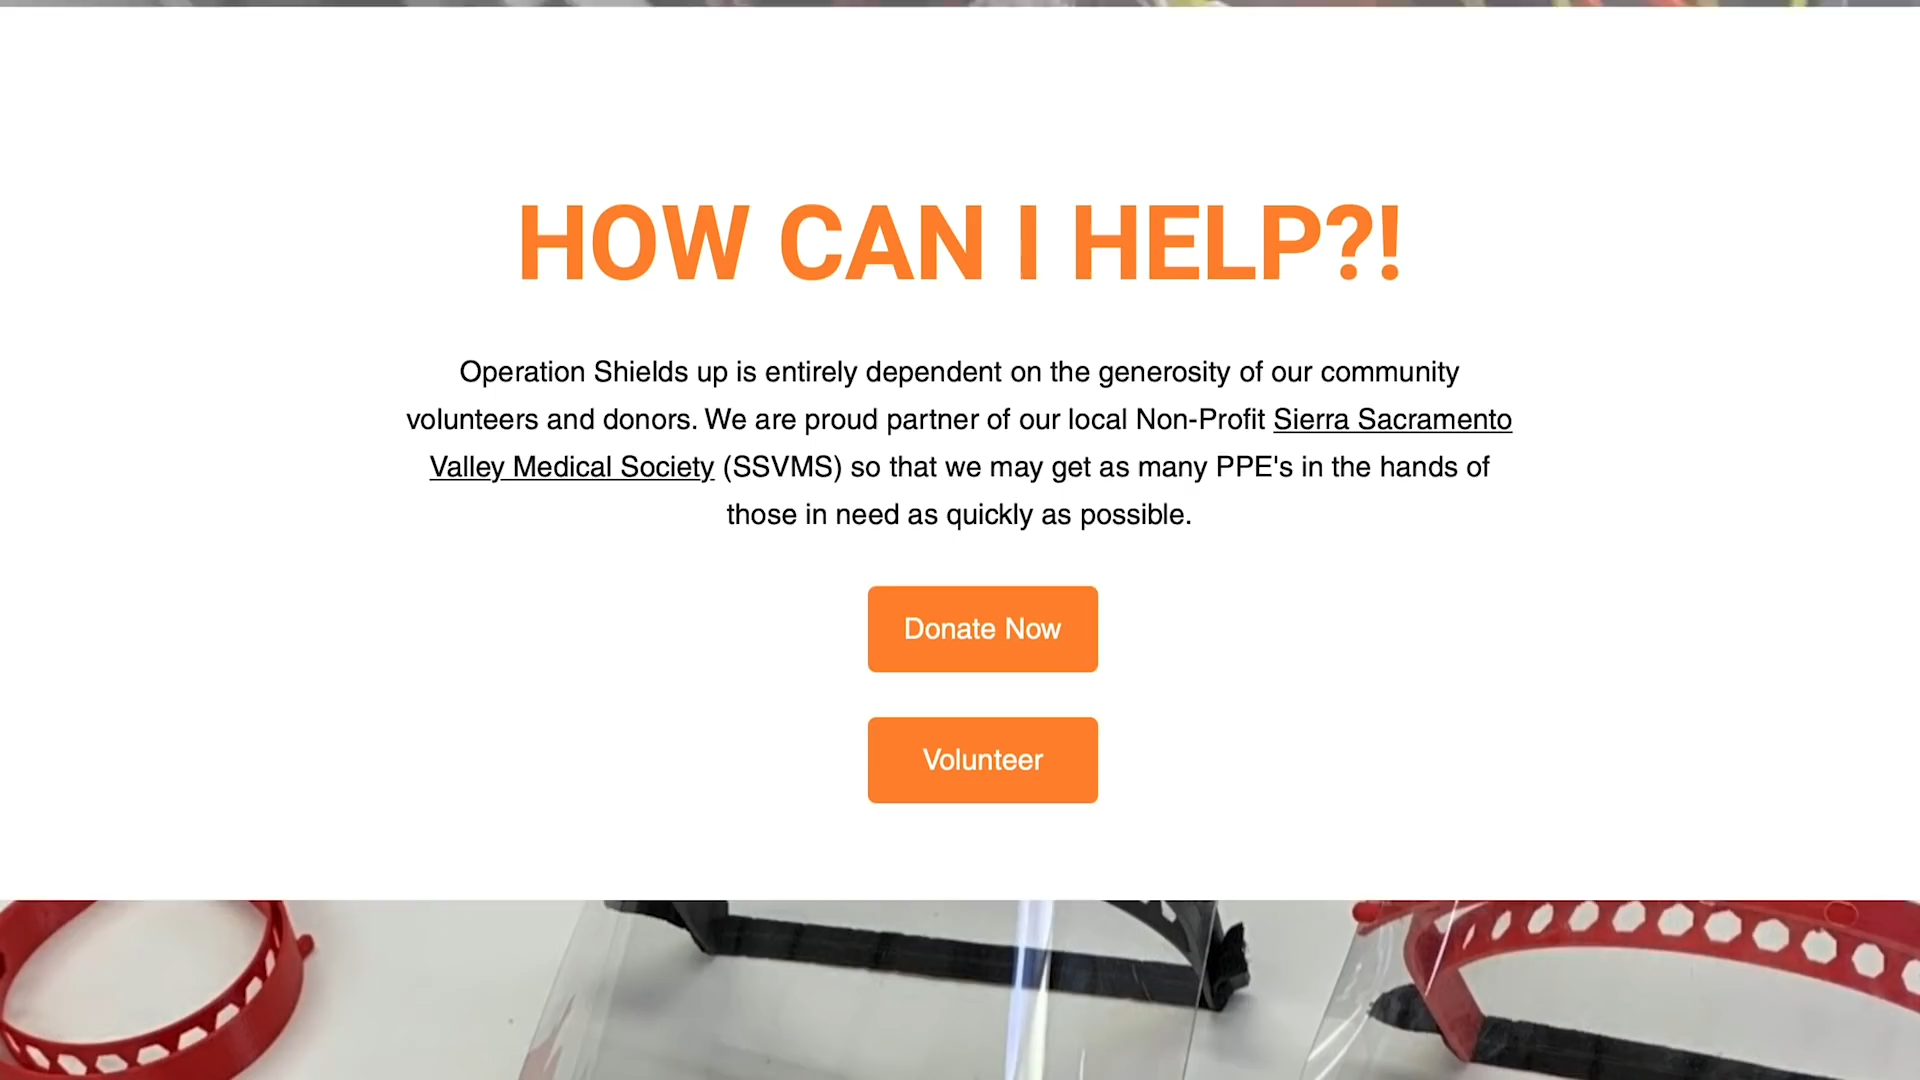 HOW CAN I HELP?!
Operation Shields up is entirely dependent on the generosity of our community
volunteers and donors. We are proud partner of our local Non-Profit Sierra Sacramento
Valley Medical Society (SSVMS) so that we may get as many PPE's in the hands of
those in need as quickly as possible.
Donate Now
Volunteer